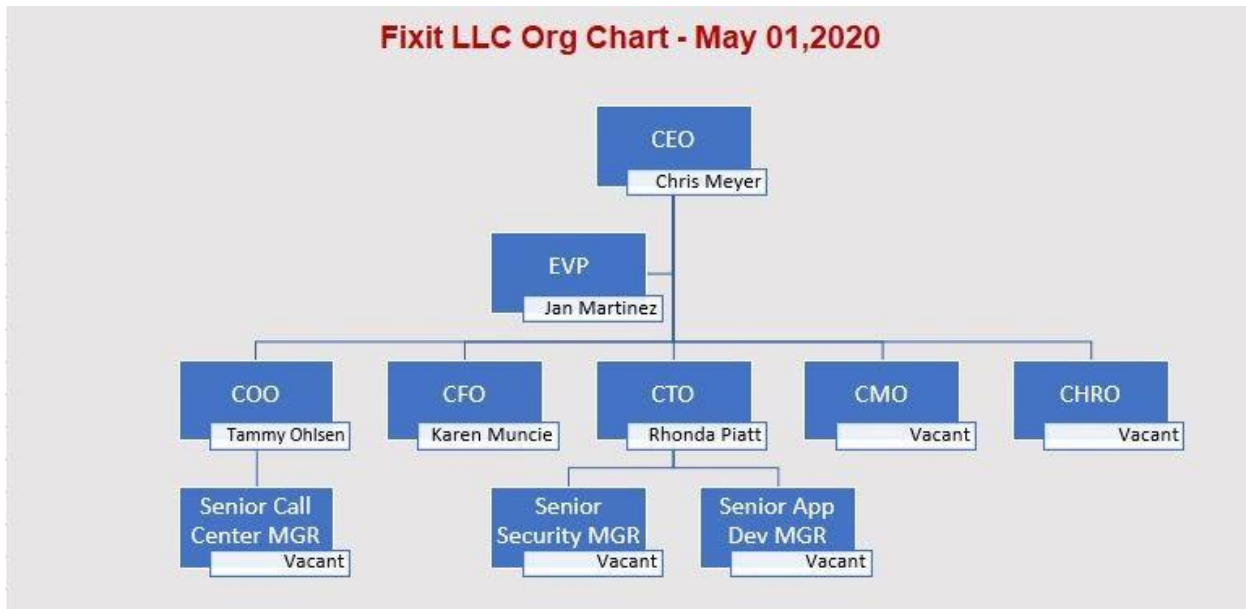 Fixit LLC Org Chart - May 01,2020
CEO
Chris Meyer
EVP
Jan Martinez
COO
Tammy Ohlsen
CFO
Karen Muncie
CTO
Rhonda Piatt
CMO
Vacant
CHRO
Vacant
Senior Call
Center MGR
Vacant
Senior
Security MGR
Vacant
Senior App
Dev MGR
Vacant